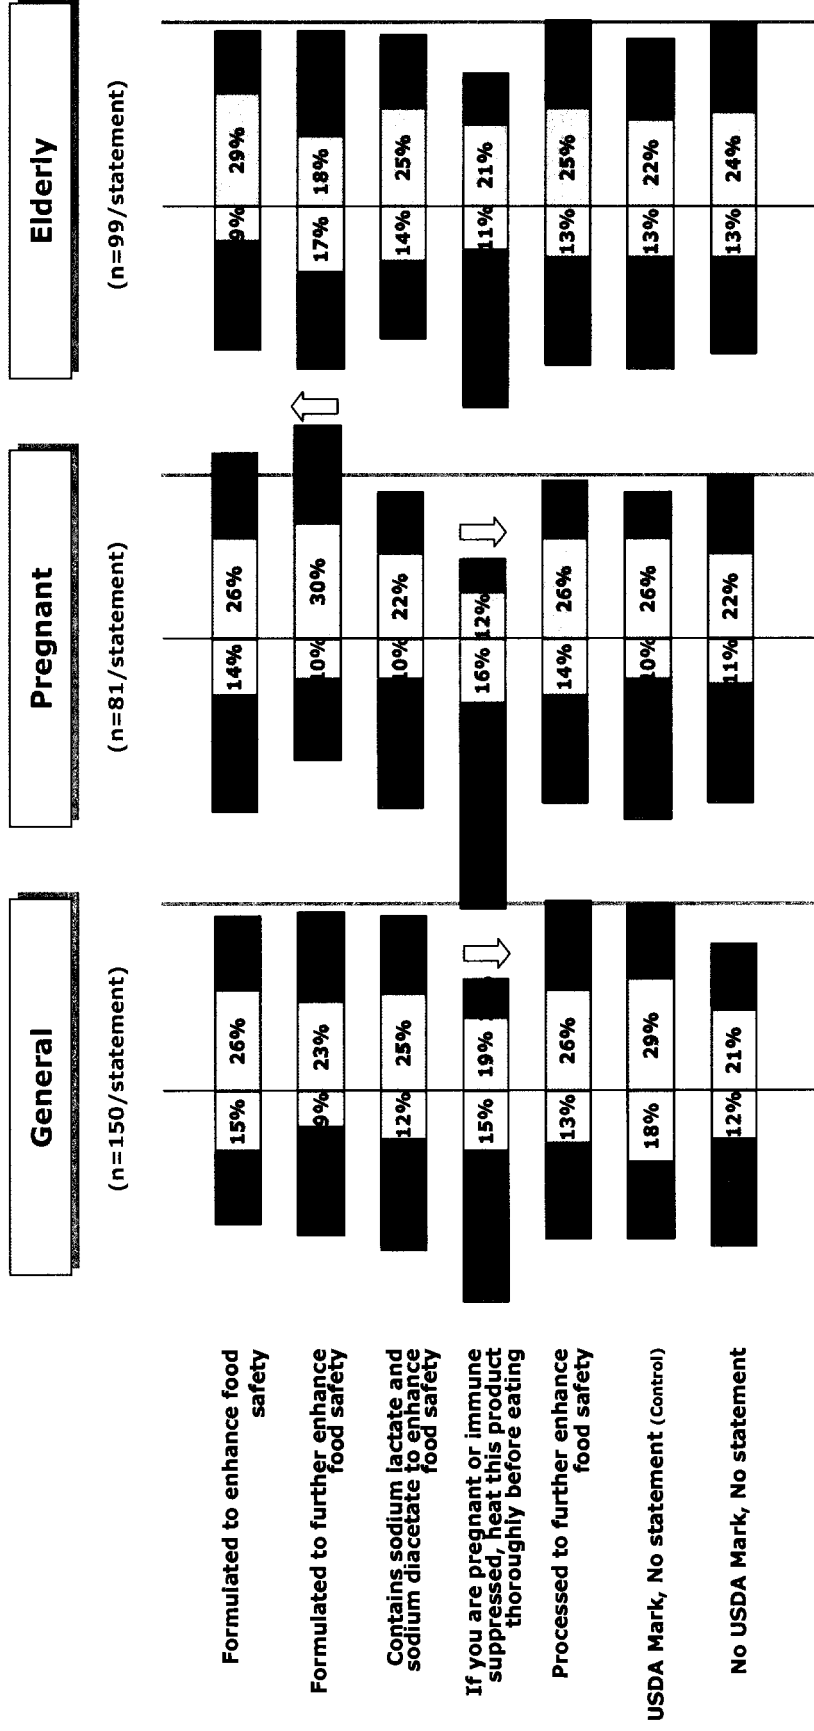 General
Pregnant
Elderly
(n=150/statement)
(n=81/statement)
(n=99/statement)
Formulated to enhance food
safety
15% 26% 14% 26% 9% 29%
Formulated to further enhance
food safety
9% 23% 10% 30% 17% 18%
Contains sodium lactate and
sodium diacetate to enhance
food safety
12% 25% 10% 22% 14% 25%
If you are pregnant or immune
suppressed, heat this product
thoroughly before eating
15% 19% 16% 12% 11% 21%
Processed to further enhance
food safety
13% 26% 14% 26% 13% 25%
USDA Mark, No statement (Control)
18% 29% 10% 26% 13% 22%
No USDA Mark, No statement
12% 21% 11% 22% 13% 24%